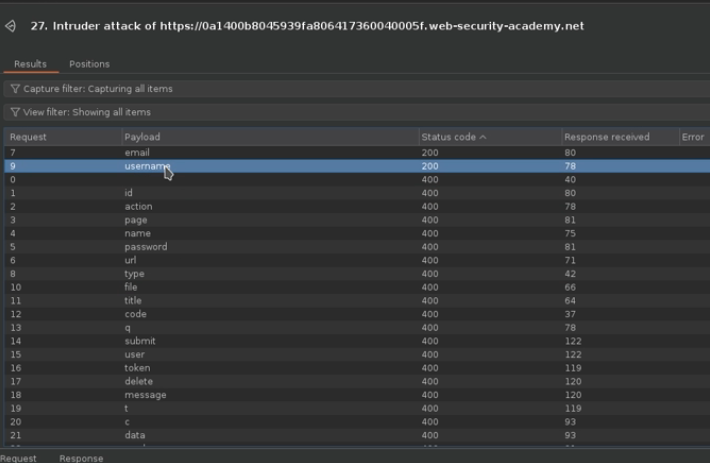 27. Intruder attack of https://0a1400b8045939fa806417360040005f.web-security-academy.net
Results Positions
Capture filter: Capturing all items
View filter: Showing all items
Request Payload Status code Response received Error
7 email 200 80
9 username 200 78
0 400 40
1 id 400 80
2 action 400 78
3 page 400 81
4 name 400 75
5 password 400 81
6 url 400 71
8 type 400 42
10 file 400 66
11 title 400 64
12 code 400 37
13 q 400 78
14 submit 400 122
15 user 400 122
16 token 400 119
17 delete 400 120
18 message 400 120
19 t 400 119
20 c 400 93
21 data 400 93
Request Response